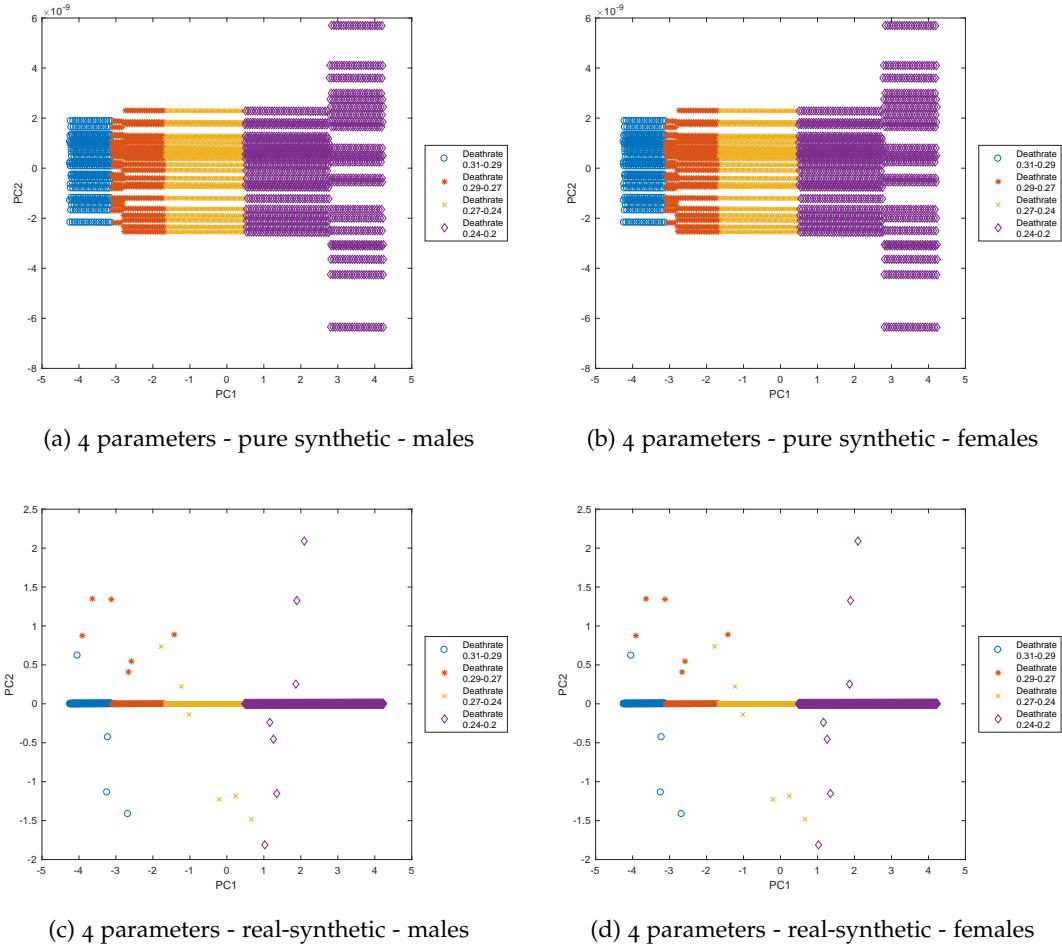 ×10⁻⁹
6
4
2
0
-2
-4
-6
-8
PC2
-5 -4 -3 -2 -1 0 1 2 3 4 5
PC1
Deathrate
0.31-0.29
Deathrate
0.29-0.27
Deathrate
0.27-0.24
Deathrate
0.24-0.2
(a) 4 parameters - pure synthetic - males
×10⁻⁹
6
4
2
0
-2
-4
-6
-8
PC2
-5 -4 -3 -2 -1 0 1 2 3 4 5
PC1
Deathrate
0.31-0.29
Deathrate
0.29-0.27
Deathrate
0.27-0.24
Deathrate
0.24-0.2
(b) 4 parameters - pure synthetic - females
2.5
2
1.5
1
0.5
0
-0.5
-1
-1.5
-2
PC2
-5 -4 -3 -2 -1 0 1 2 3 4 5
PC1
Deathrate
0.31-0.29
Deathrate
0.29-0.27
Deathrate
0.27-0.24
Deathrate
0.24-0.2
(c) 4 parameters - real-synthetic - males
2.5
2
1.5
1
0.5
0
-0.5
-1
-1.5
-2
PC2
-5 -4 -3 -2 -1 0 1 2 3 4 5
PC1
Deathrate
0.31-0.29
Deathrate
0.29-0.27
Deathrate
0.27-0.24
Deathrate
0.24-0.2
(d) 4 parameters - real-synthetic - females